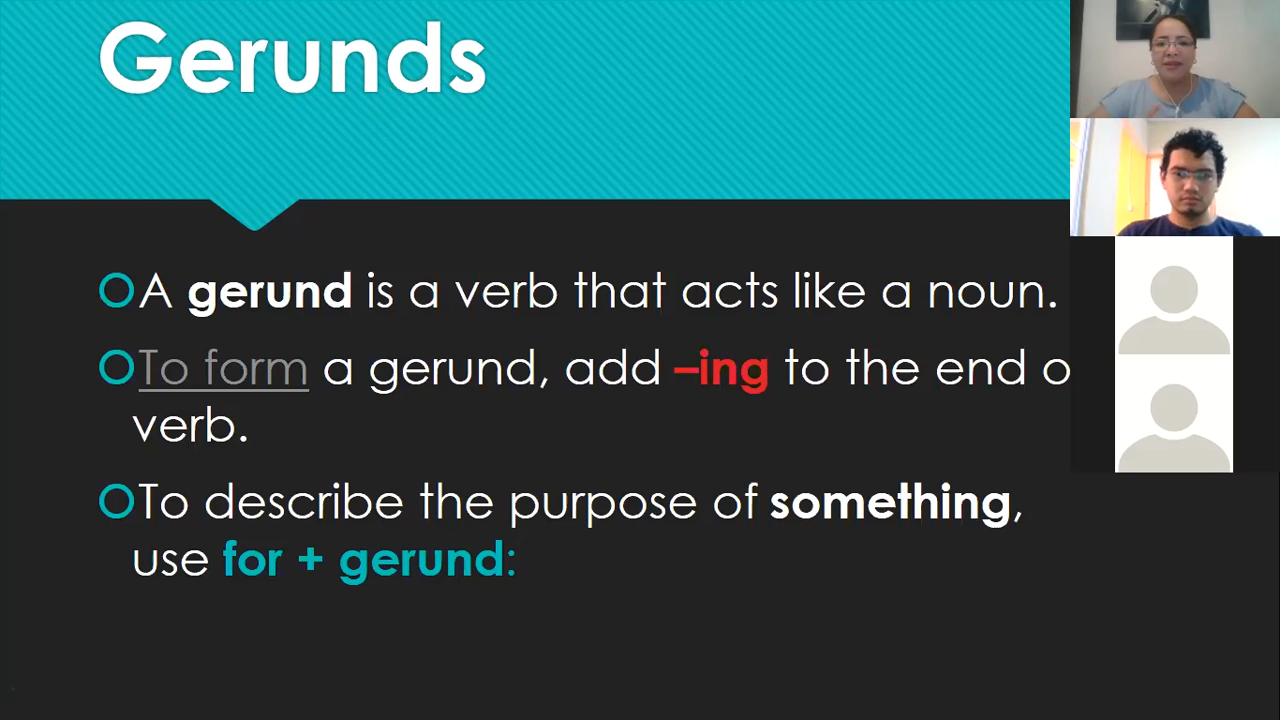 Gerunds
A gerund is a verb that acts like a noun.
To form a gerund, add –ing to the end o
verb.
To describe the purpose of something,
use for + gerund: